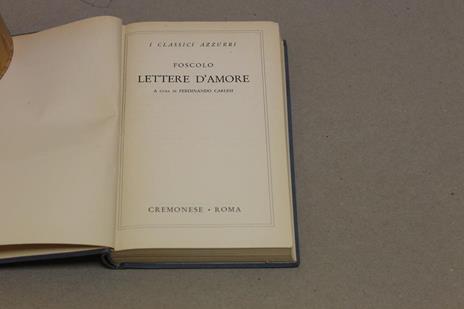 I CLASSICI AZZURRI
FOSCOLO
LETTERE D'AMORE
A CURA DI FERDINANDO CARLESI
CREMONESE • ROMA